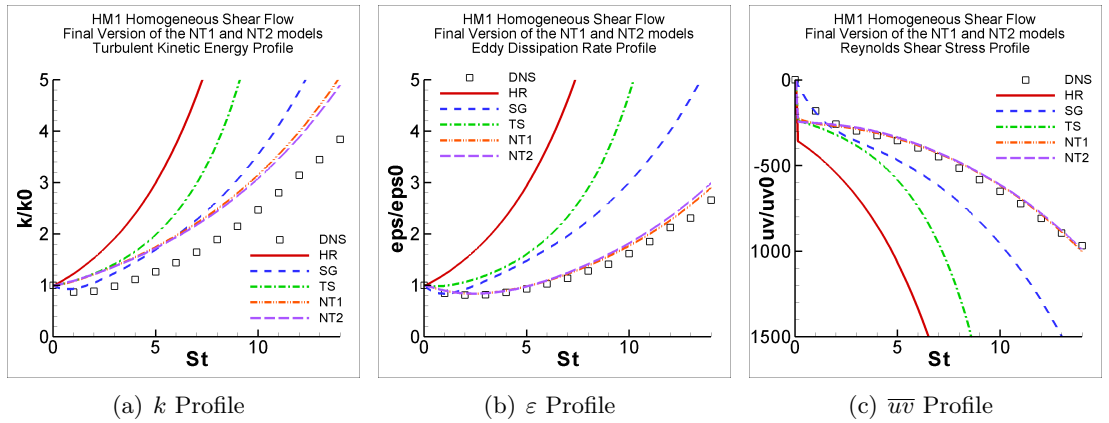 HM1 Homogeneous Shear Flow
Final Version of the NT1 and NT2 models
Turbulent Kinetic Energy Profile
5
4
3
2
1
0
k/k0
0
5
10
St
DNS
HR
SG
TS
NT1
NT2
(a) k Profile
HM1 Homogeneous Shear Flow
Final Version of the NT1 and NT2 models
Eddy Dissipation Rate Profile
DNS
HR
SG
TS
NT1
NT2
5
4
3
2
1
0
eps/eps0
0
5
10
St
(b) ε Profile
HM1 Homogeneous Shear Flow
Final Version of the NT1 and NT2 models
Reynolds Shear Stress Profile
DNS
HR
SG
TS
NT1
NT2
0
-500
1000
1500
uv/uv0
0
5
10
St
(c) u̅v̅ Profile